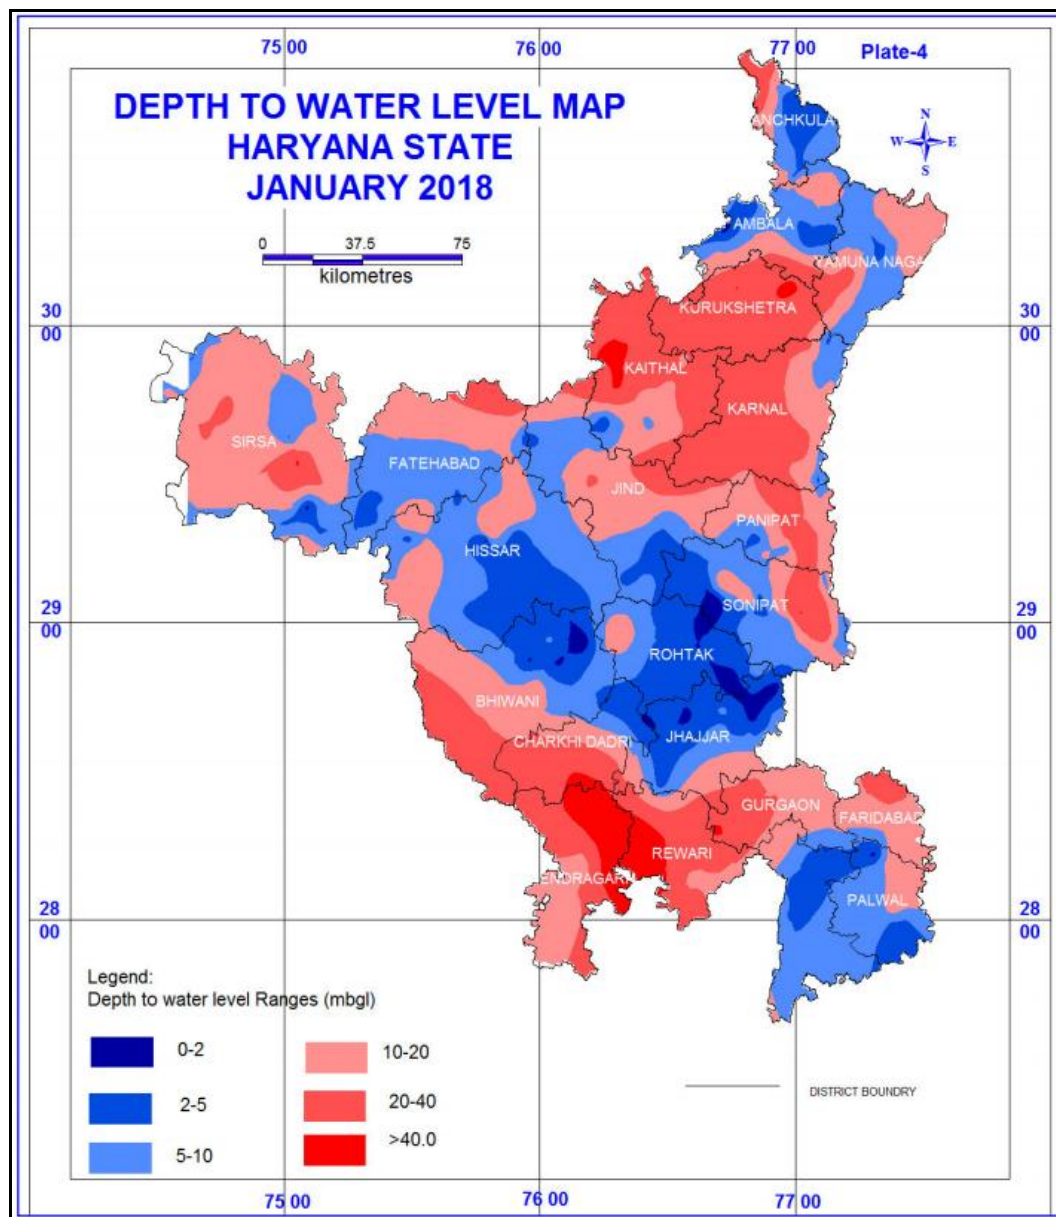 75 00
76 00
77 00
Plate-4
DEPTH TO WATER LEVEL MAP
HARYANA STATE
JANUARY 2018
N
W
E
S
0
37.5
75
kilometres
ANCHKULA
AMBALA
YAMUNA NAGA
KURUKSHETRA
30
00
30
00
KAITHAL
KARNAL
SIRSA
FATEHABAD
JIND
PANIPAT
HISSAR
SONIPAT
29
00
29
00
ROHTAK
BHIWANI
CHARKHI DADRI
JHAJJAR
GURGAON
FARIDABAD
REWARI
ENDRAGARH
PALWAL
28
00
28
00
Legend:
Depth to water level Ranges (mbgl)
0-2
10-20
2-5
20-40
5-10
>40.0
DISTRICT BOUNDRY
75 00
76 00
77 00